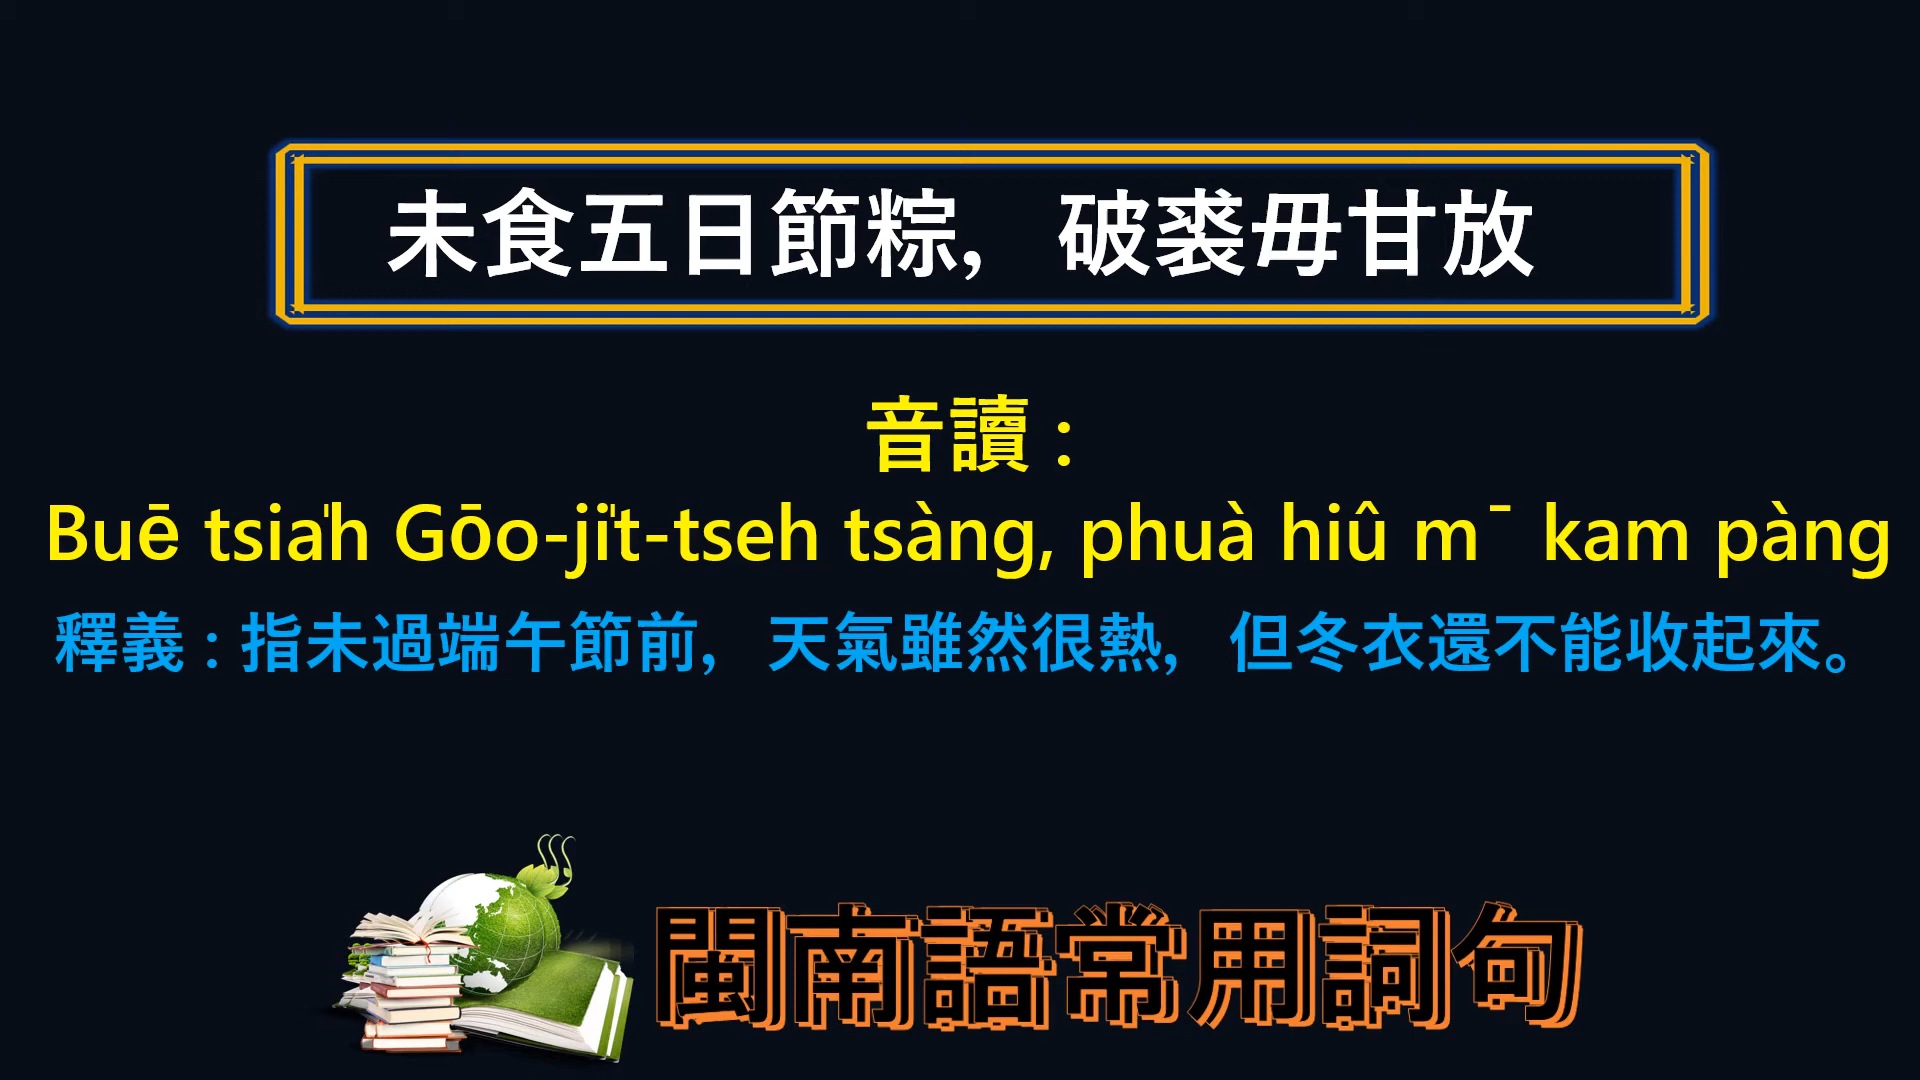 未食五日節粽，破裘毋甘放
音讀：
Buē tsia̍h Gōo-ji̍t-tseh tsàng, phuà hiû m¯ kam pàng
釋義：指未過端午節前，天氣雖然很熱，但冬衣還不能收起來。
閩南語常用詞句